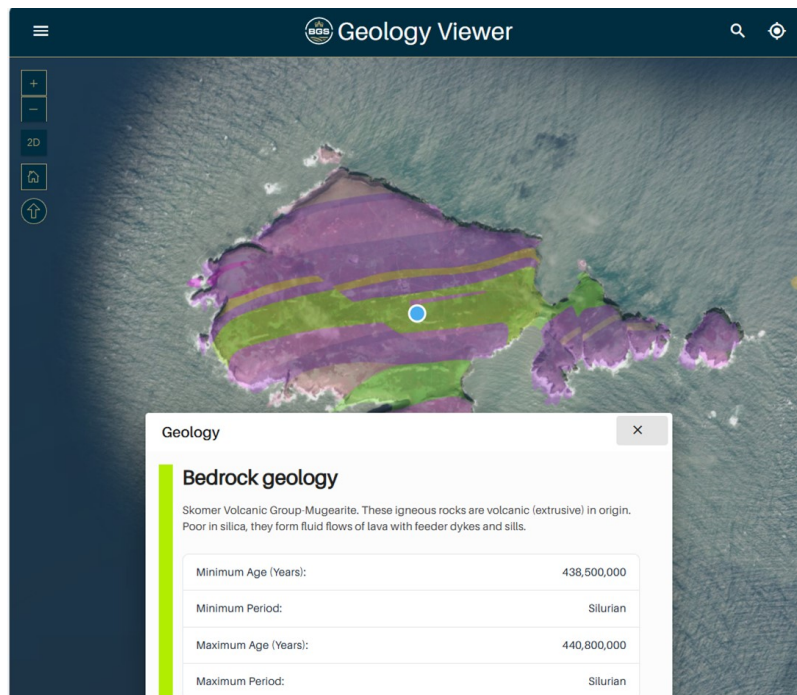 BGS
Geology Viewer
+
−
2D
Geology
×
Bedrock geology
Skomer Volcanic Group-Mugearite. These igneous rocks are volcanic (extrusive) in origin.
Poor in silica, they form fluid flows of lava with feeder dykes and sills.
Minimum Age (Years): 438,500,000
Minimum Period: Silurian
Maximum Age (Years): 440,800,000
Maximum Period: Silurian